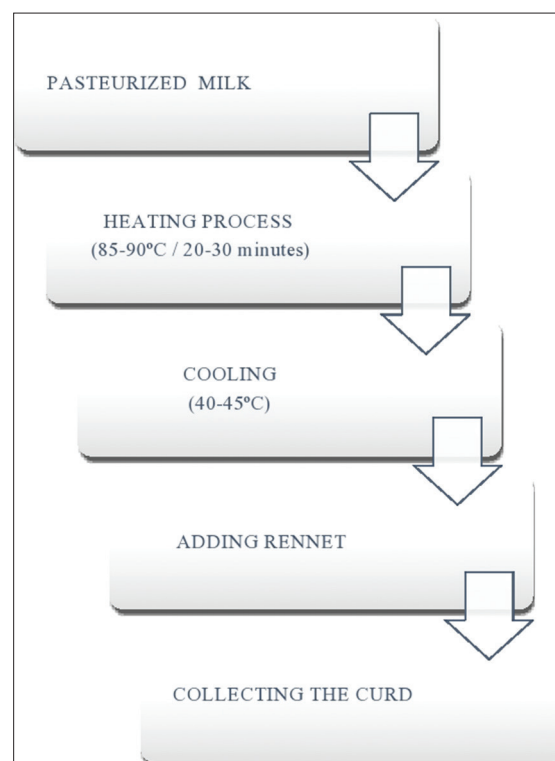 PASTEURIZED MILK
HEATING PROCESS
(85-90ºC / 20-30 minutes)
COOLING
(40-45ºC)
ADDING RENNET
COLLECTING THE CURD